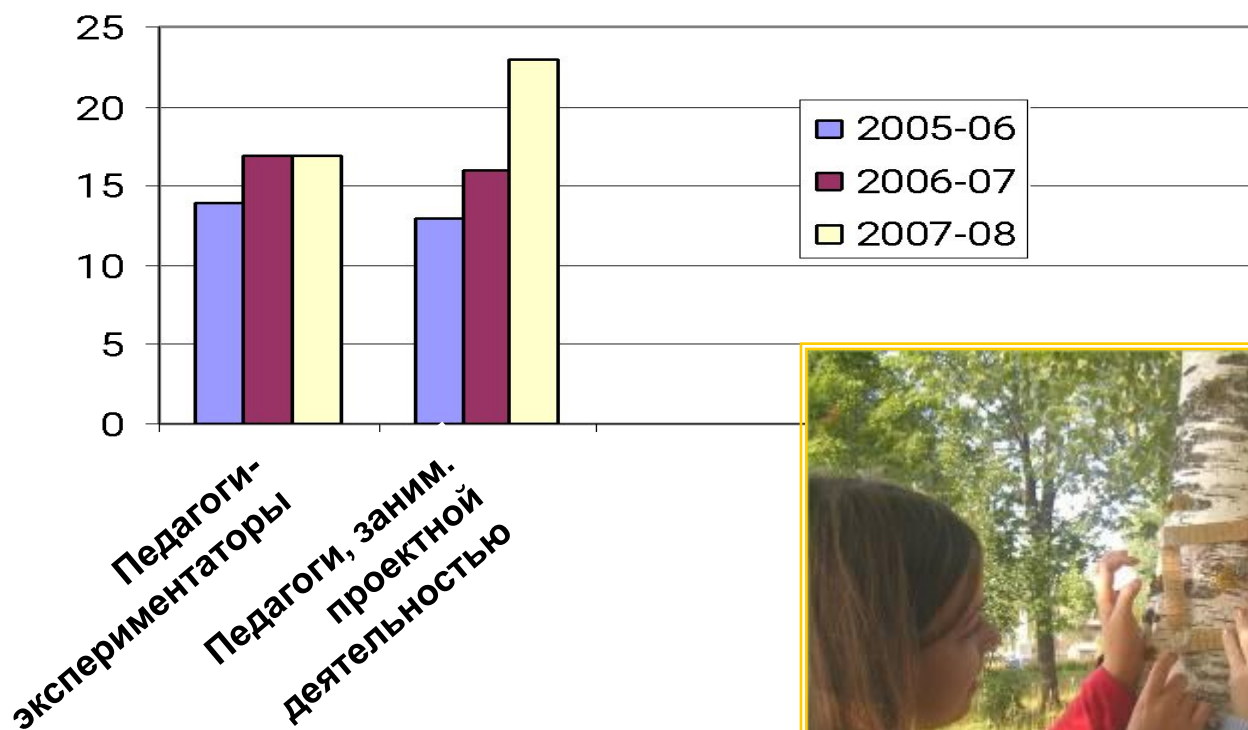 25
20
15
10
5
0
2005-06
2006-07
2007-08
Педагоги-
экспериментаторы
Педагоги, заним.
проектной
деятельностью